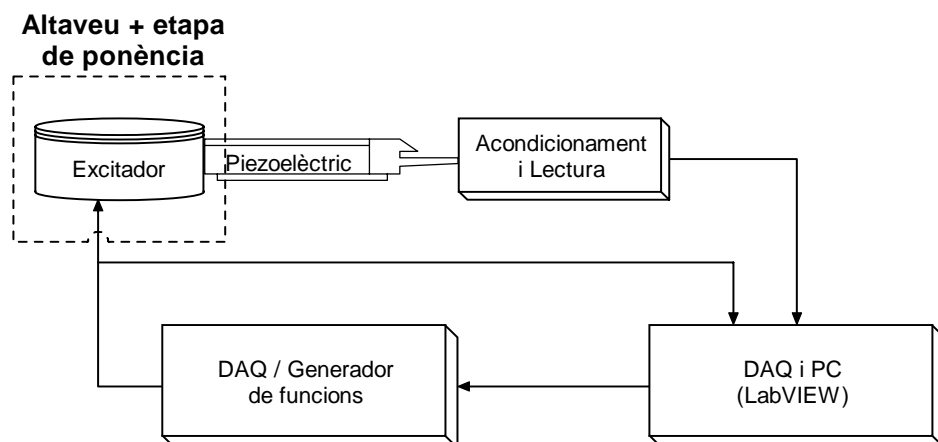 Altaveu + etapa
de ponència
Excitador
Piezoelèctric
Acondicionament
i Lectura
DAQ / Generador
de funcions
DAQ i PC
(LabVIEW)